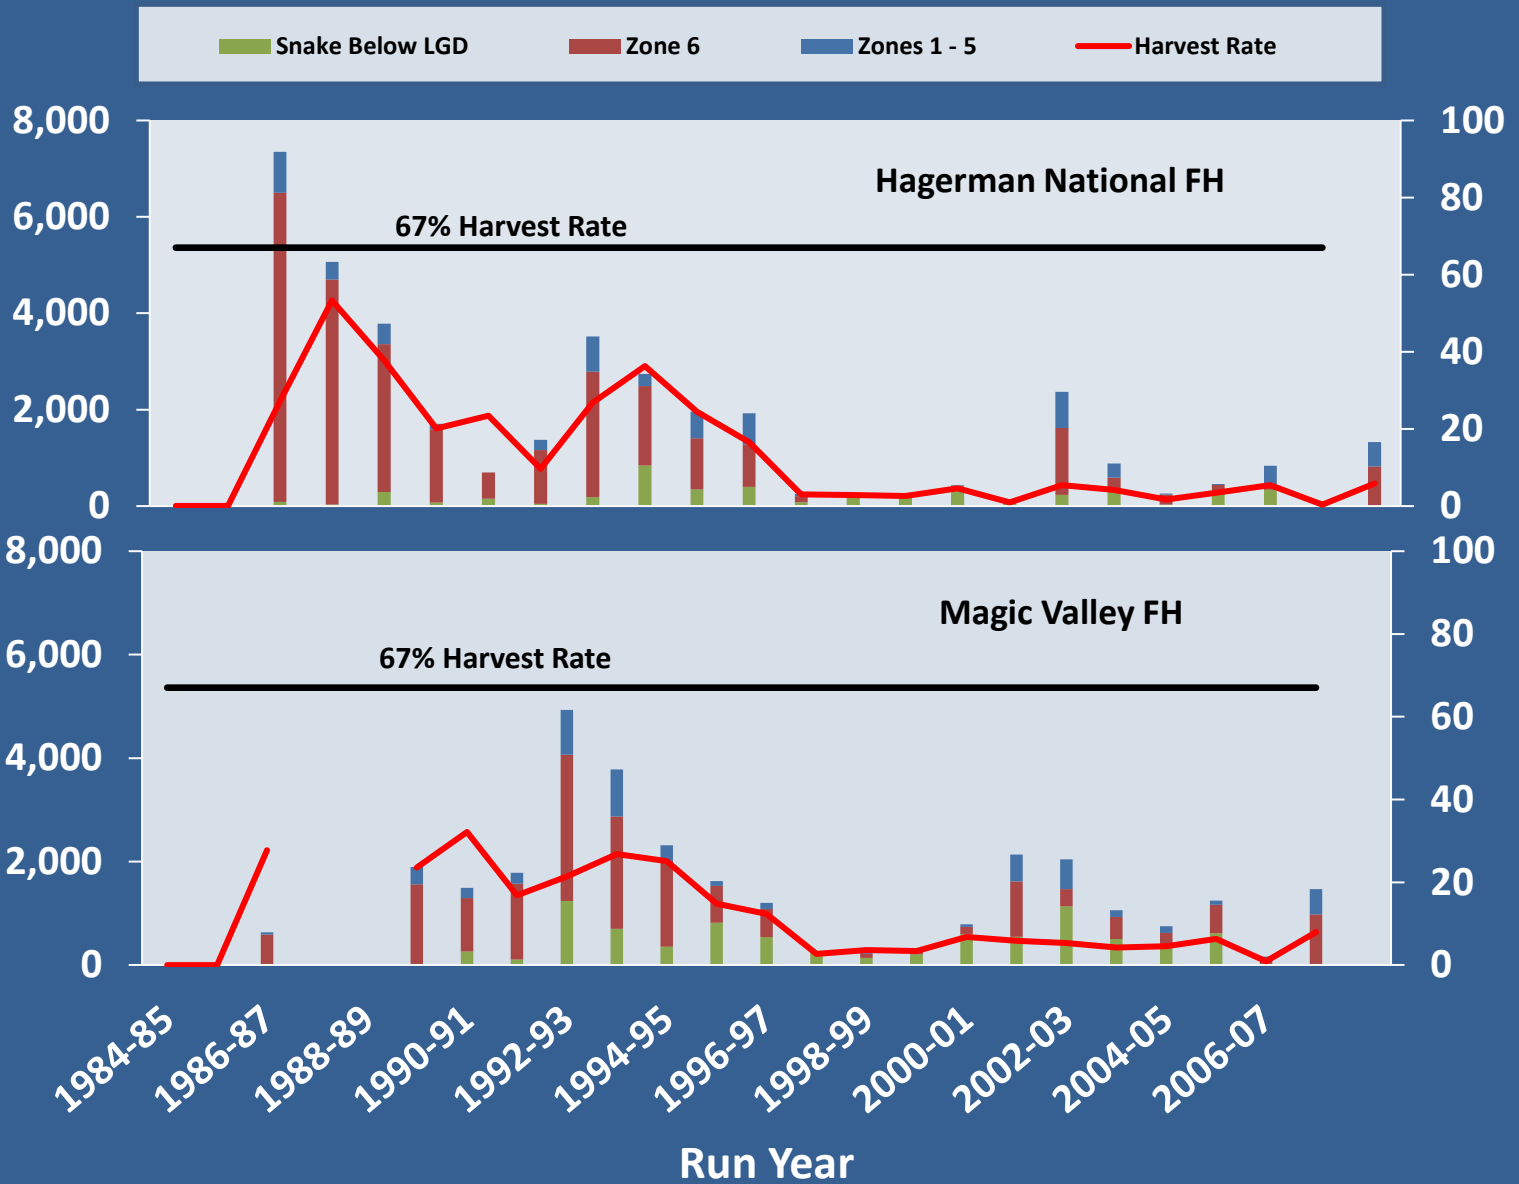 Snake Below LGD Zone 6 Zones 1 - 5 Harvest Rate
8,000 100
Hagerman National FH
80
6,000
67% Harvest Rate
60
4,000
40
2,000
20
0 0
8,000 100
Magic Valley FH
80
6,000
67% Harvest Rate
60
4,000
40
2,000
20
0 0
1984-85 1986-87 1988-89 1990-91 1992-93 1994-95 1996-97 1998-99 2000-01 2002-03 2004-05 2006-07
Run Year